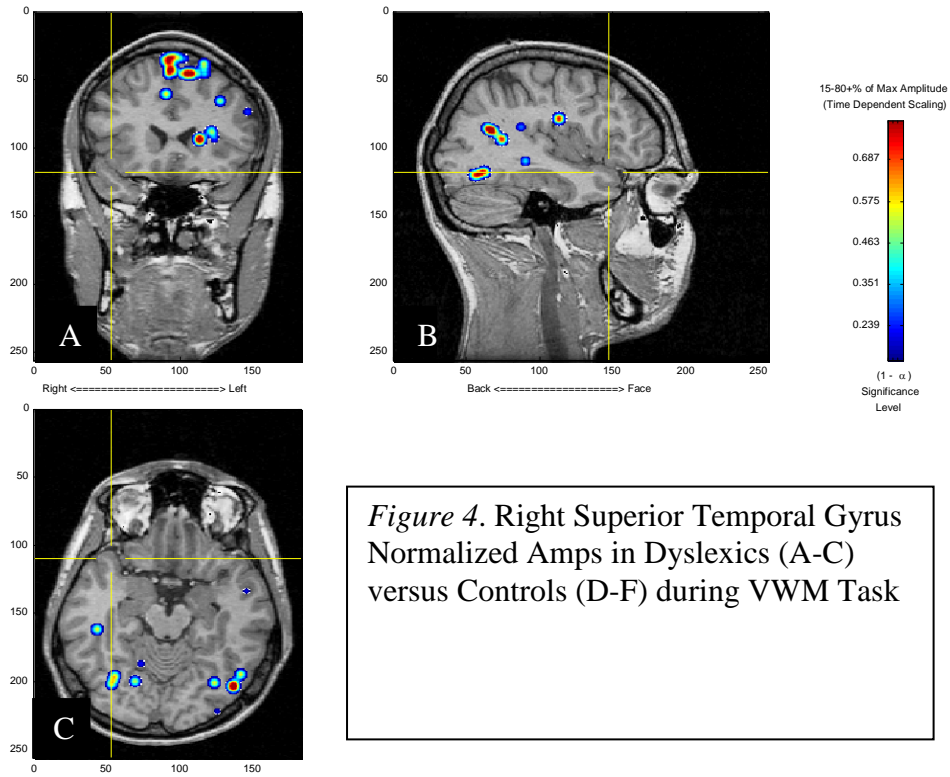 0
50
100
150
200
250
0 50 100 150
Right <=======================> Left
A
0
50
100
150
200
250
0 50 100 150 200 250
Back <===================> Face
B
15-80+% of Max Amplitude
(Time Dependent Scaling)
0.687
0.575
0.463
0.351
0.239
(1 - α)
Significance
Level
0
50
100
150
200
250
0 50 100 150
C
Figure 4. Right Superior Temporal Gyrus
Normalized Amps in Dyslexics (A-C)
versus Controls (D-F) during VWM Task